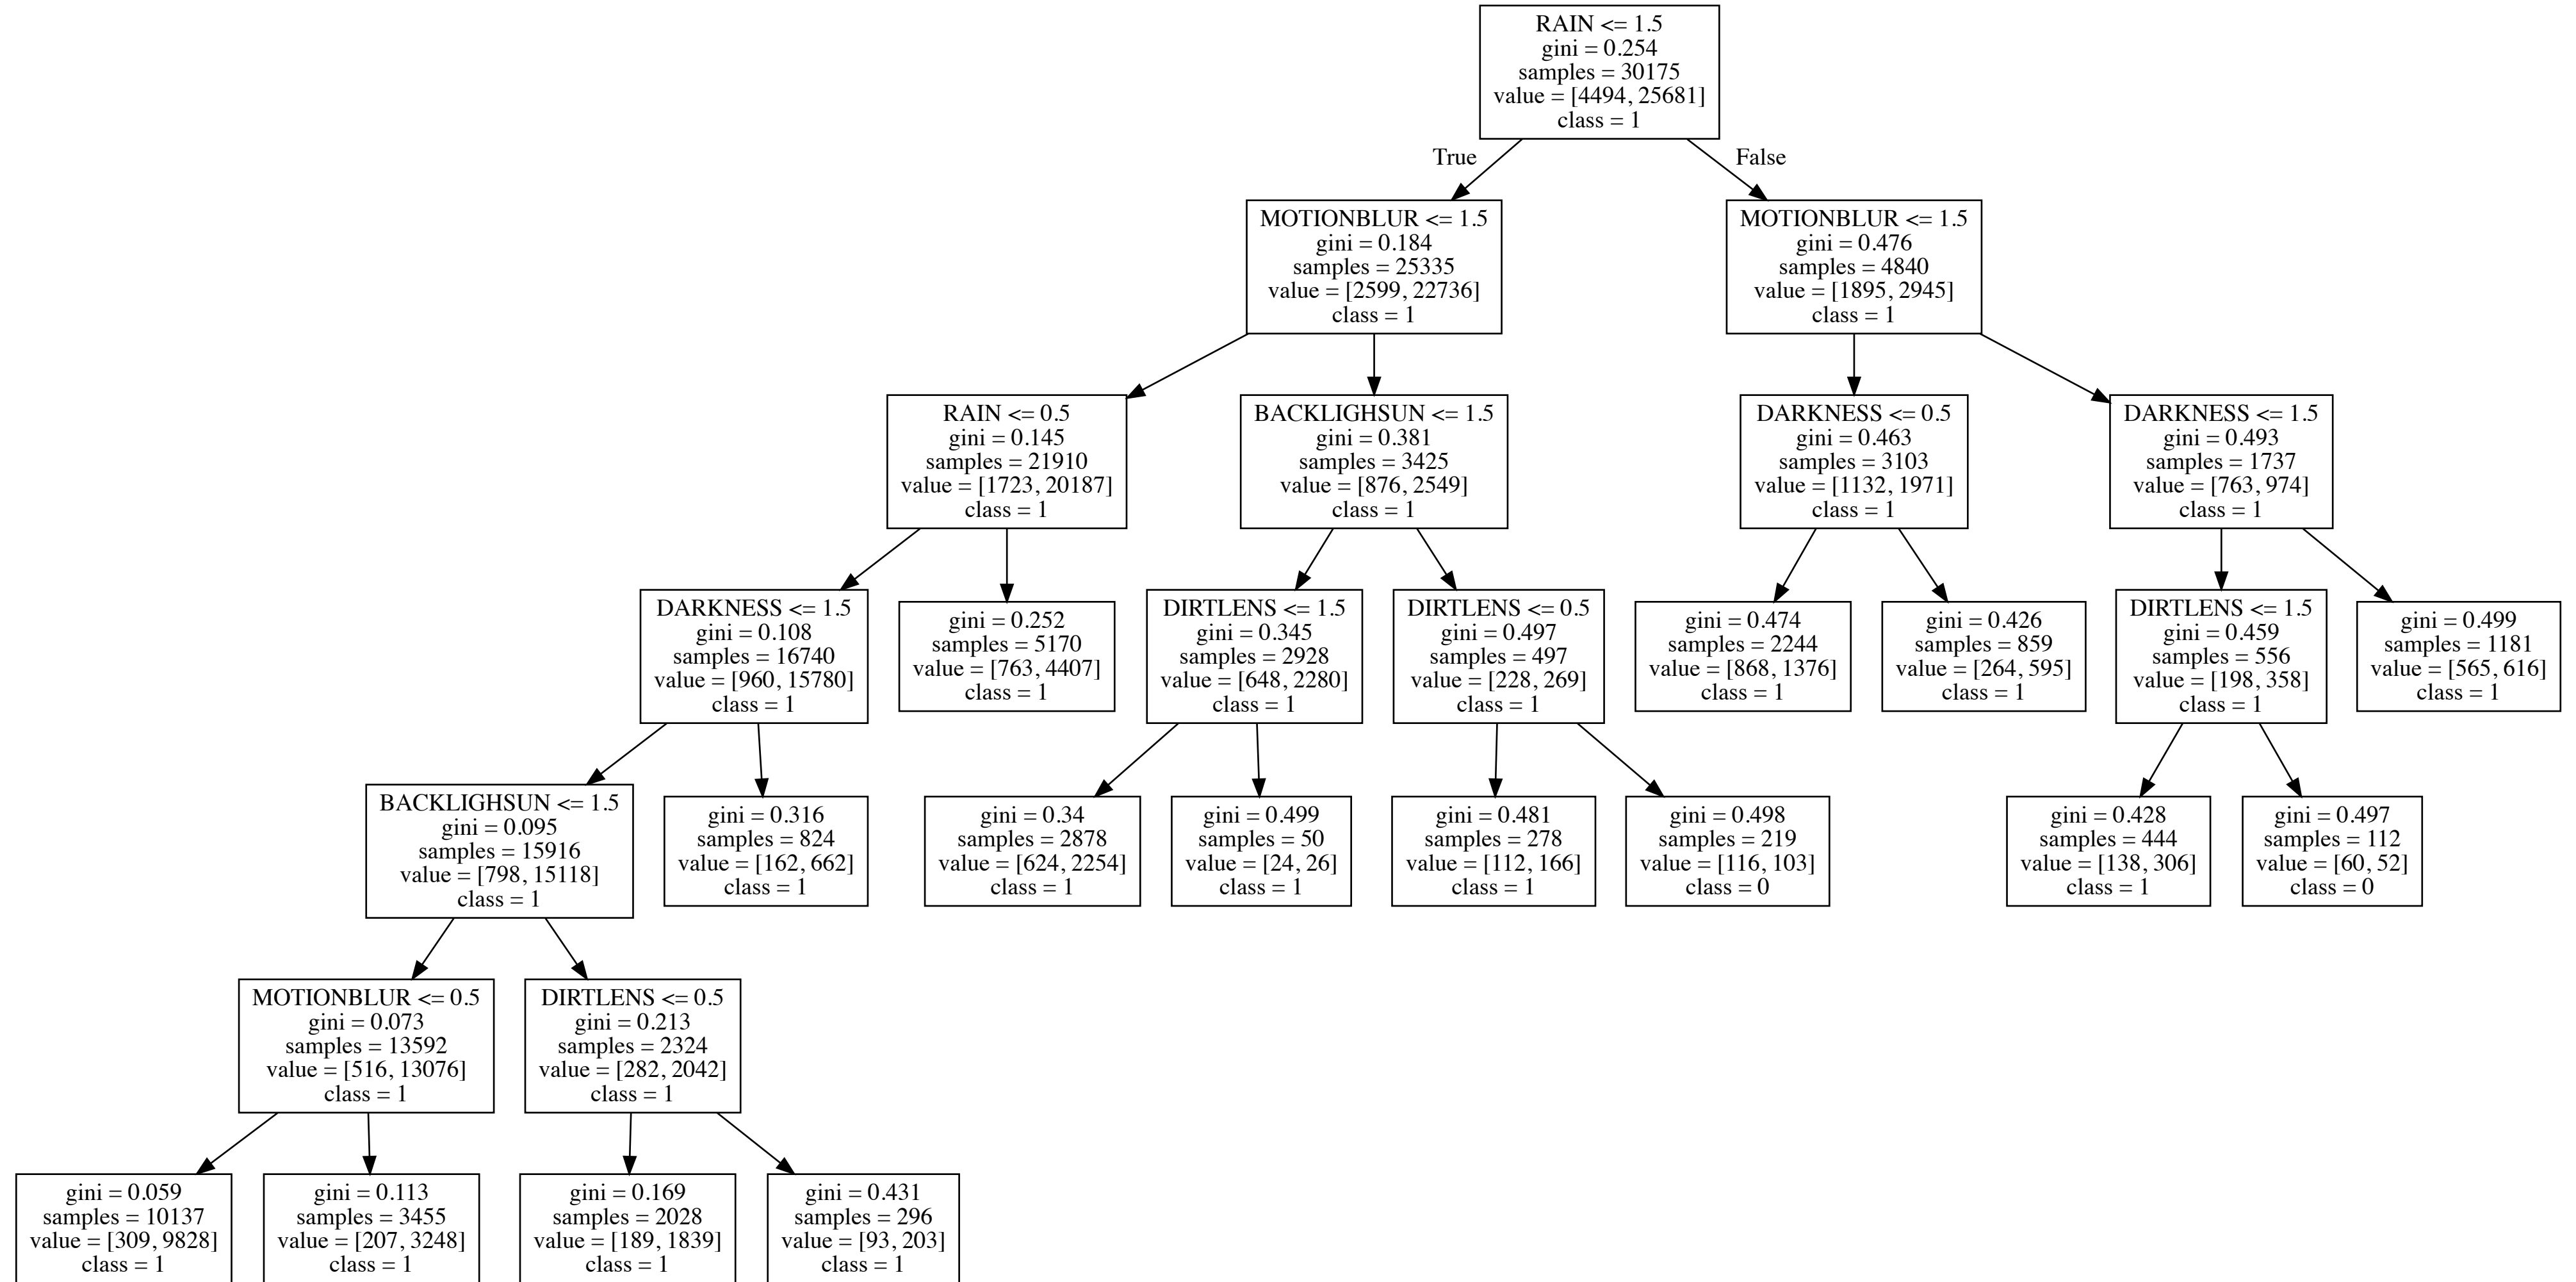 RAIN <= 1.5
gini = 0.254
samples = 30175
value = [4494, 25681]
class = 1
True
False
MOTIONBLUR <= 1.5
gini = 0.184
samples = 25335
value = [2599, 22736]
class = 1
MOTIONBLUR <= 1.5
gini = 0.476
samples = 4840
value = [1895, 2945]
class = 1
RAIN <= 0.5
gini = 0.145
samples = 21910
value = [1723, 20187]
class = 1
BACKLIGHSUN <= 1.5
gini = 0.381
samples = 3425
value = [876, 2549]
class = 1
DARKNESS <= 0.5
gini = 0.463
samples = 3103
value = [1132, 1971]
class = 1
DARKNESS <= 1.5
gini = 0.493
samples = 1737
value = [763, 974]
class = 1
DARKNESS <= 1.5
gini = 0.108
samples = 16740
value = [960, 15780]
class = 1
gini = 0.252
samples = 5170
value = [763, 4407]
class = 1
DIRTLENS <= 1.5
gini = 0.345
samples = 2928
value = [648, 2280]
class = 1
DIRTLENS <= 0.5
gini = 0.497
samples = 497
value = [228, 269]
class = 1
gini = 0.474
samples = 2244
value = [868, 1376]
class = 1
gini = 0.426
samples = 859
value = [264, 595]
class = 1
DIRTLENS <= 1.5
gini = 0.459
samples = 556
value = [198, 358]
class = 1
gini = 0.499
samples = 1181
value = [565, 616]
class = 1
BACKLIGHSUN <= 1.5
gini = 0.095
samples = 15916
value = [798, 15118]
class = 1
gini = 0.316
samples = 824
value = [162, 662]
class = 1
gini = 0.34
samples = 2878
value = [624, 2254]
class = 1
gini = 0.499
samples = 50
value = [24, 26]
class = 1
gini = 0.481
samples = 278
value = [112, 166]
class = 1
gini = 0.498
samples = 219
value = [116, 103]
class = 0
gini = 0.428
samples = 444
value = [138, 306]
class = 1
gini = 0.497
samples = 112
value = [60, 52]
class = 0
MOTIONBLUR <= 0.5
gini = 0.073
samples = 13592
value = [516, 13076]
class = 1
DIRTLENS <= 0.5
gini = 0.213
samples = 2324
value = [282, 2042]
class = 1
gini = 0.059
samples = 10137
value = [309, 9828]
class = 1
gini = 0.113
samples = 3455
value = [207, 3248]
class = 1
gini = 0.169
samples = 2028
value = [189, 1839]
class = 1
gini = 0.431
samples = 296
value = [93, 203]
class = 1